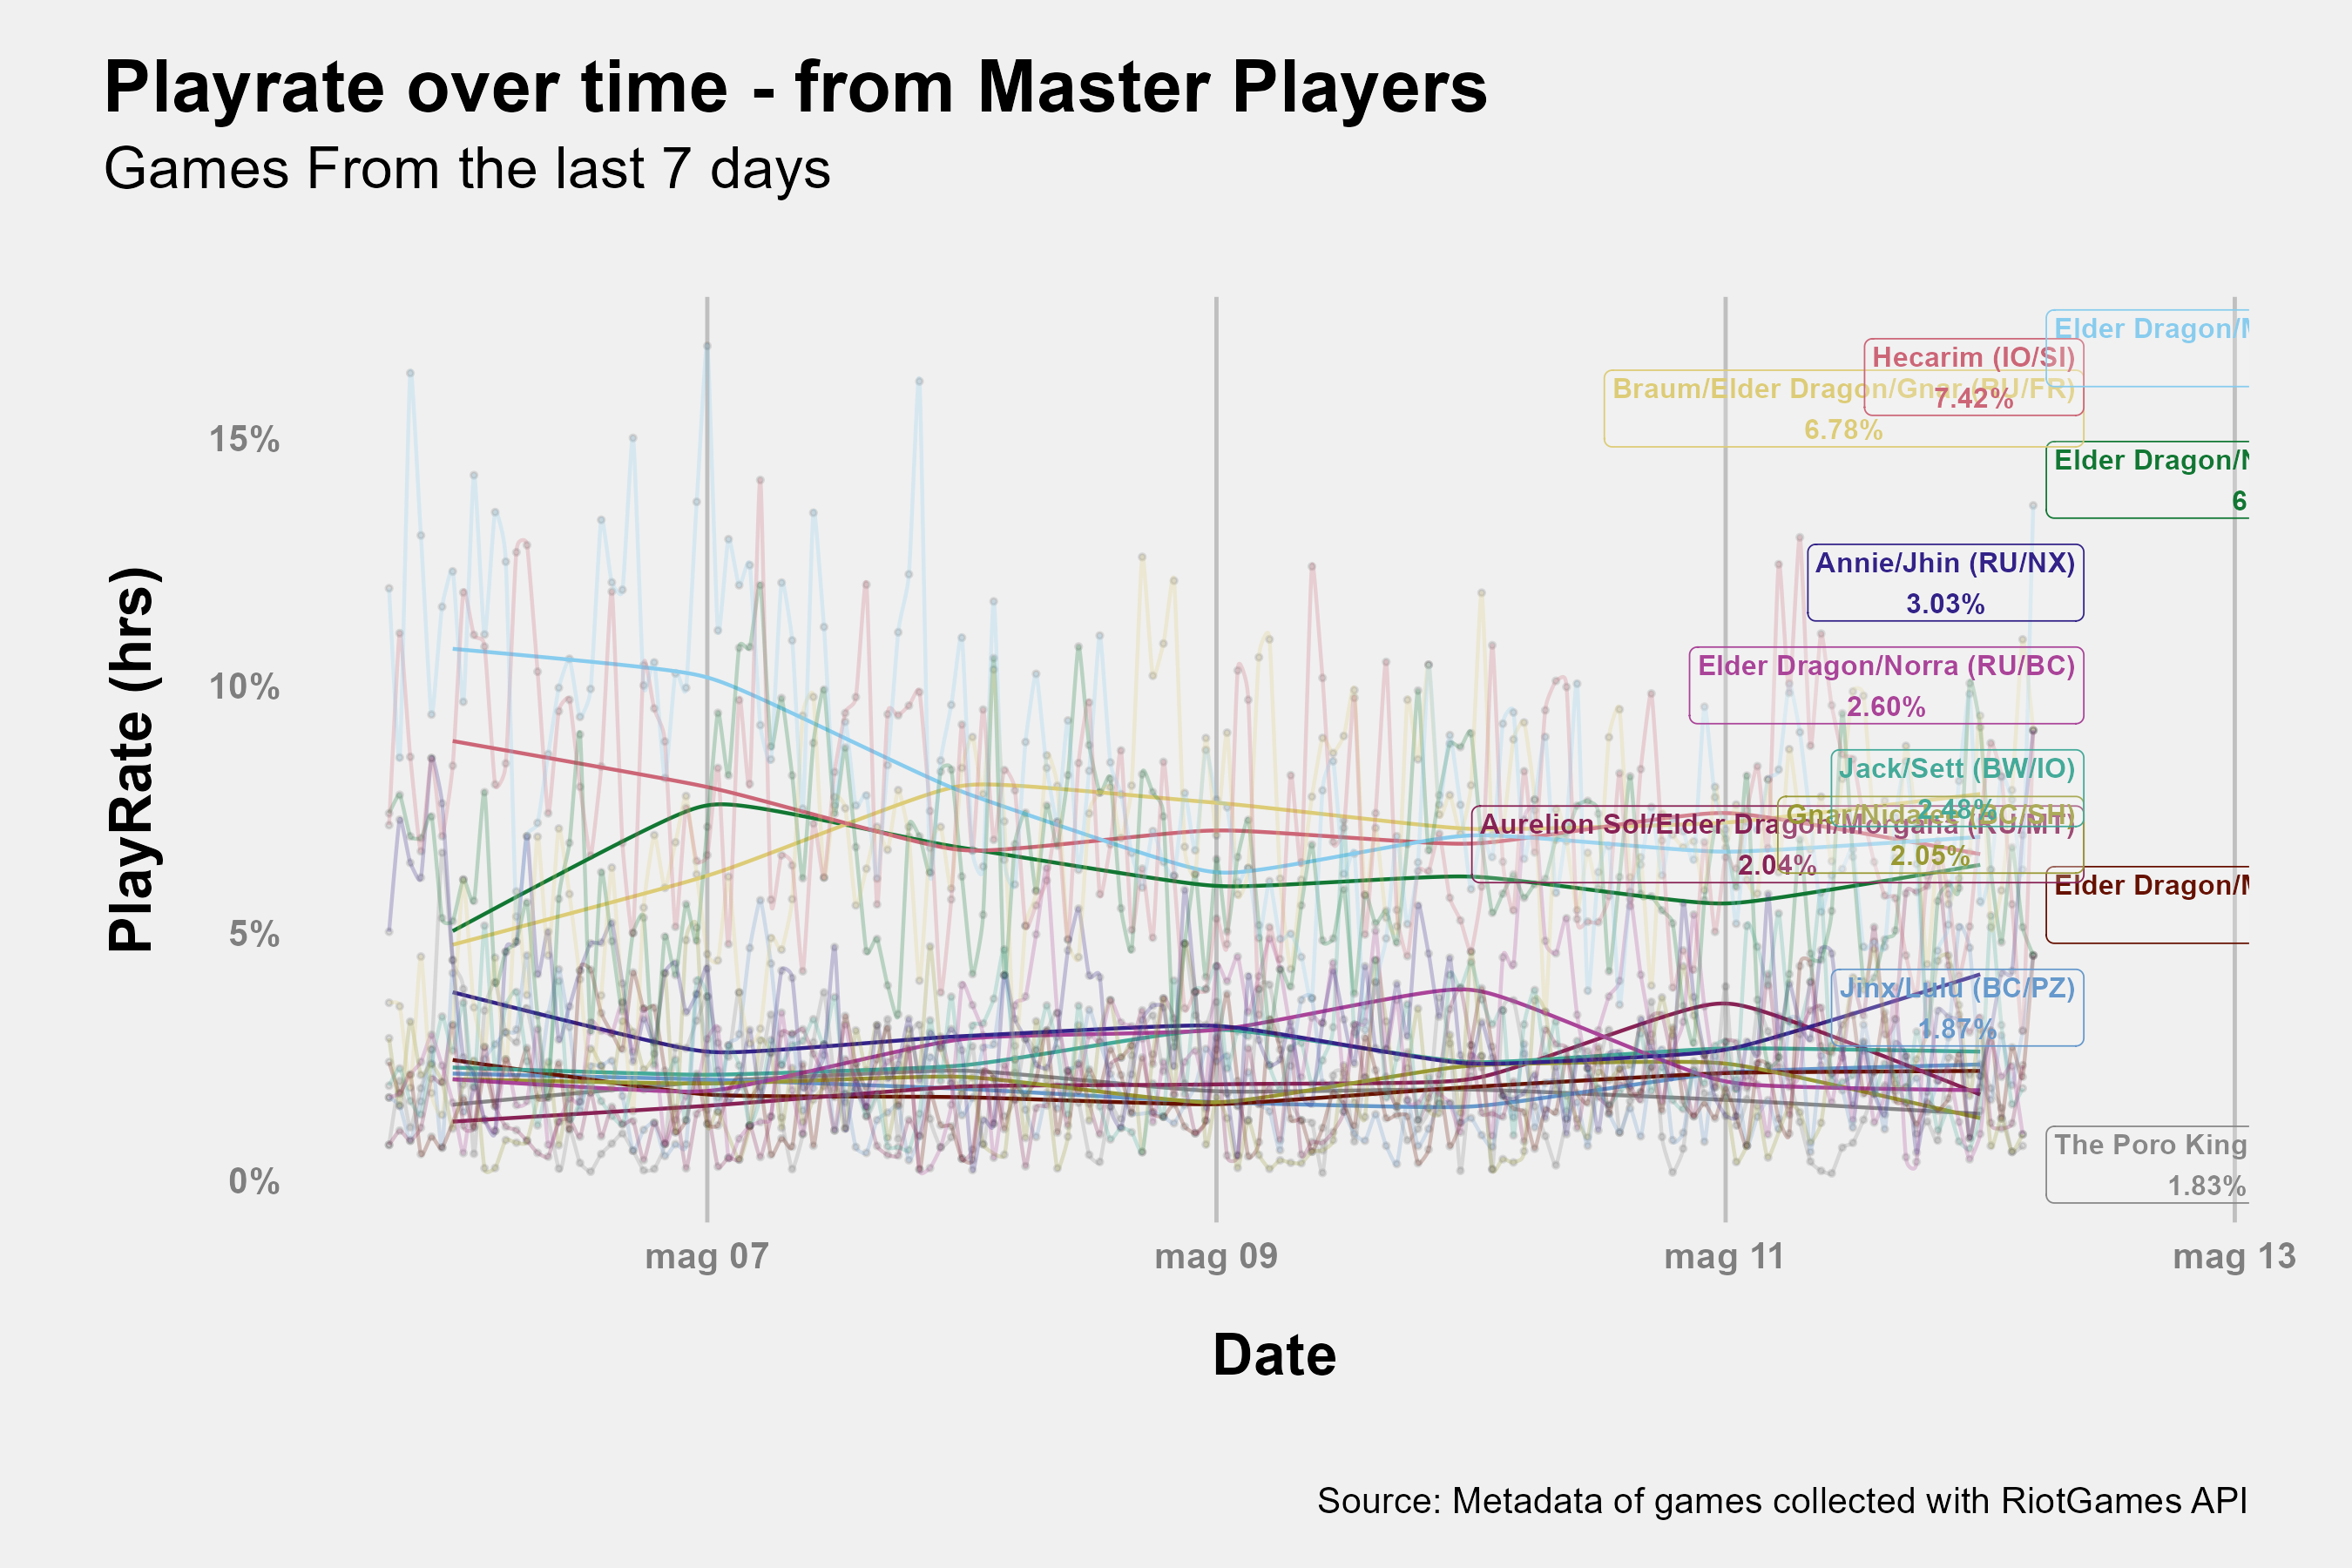 Playrate over time - from Master Players
Games From the last 7 days
PlayRate (hrs)
15%
10%
5%
0%
Elder Dragon/
Hecarim (IO/SI)
7.42%
Braum/Elder Dragon/Gnar (RU/FR)
6.78%
Elder Dragon/
6
Annie/Jhin (RU/NX)
3.03%
Elder Dragon/Norra (RU/BC)
2.60%
Jack/Sett (BW/IO)
2.48%
Gnar/Nidalee (BC/SH)
2.05%
Aurelion Sol/Elder Dragon/Morgana (RU/MT)
2.04%
Elder Dragon/
Jinx/Lulu (BC/PZ)
1.87%
The Poro King
1.83%
mag 07
mag 09
mag 11
mag 13
Date
Source: Metadata of games collected with RiotGames API